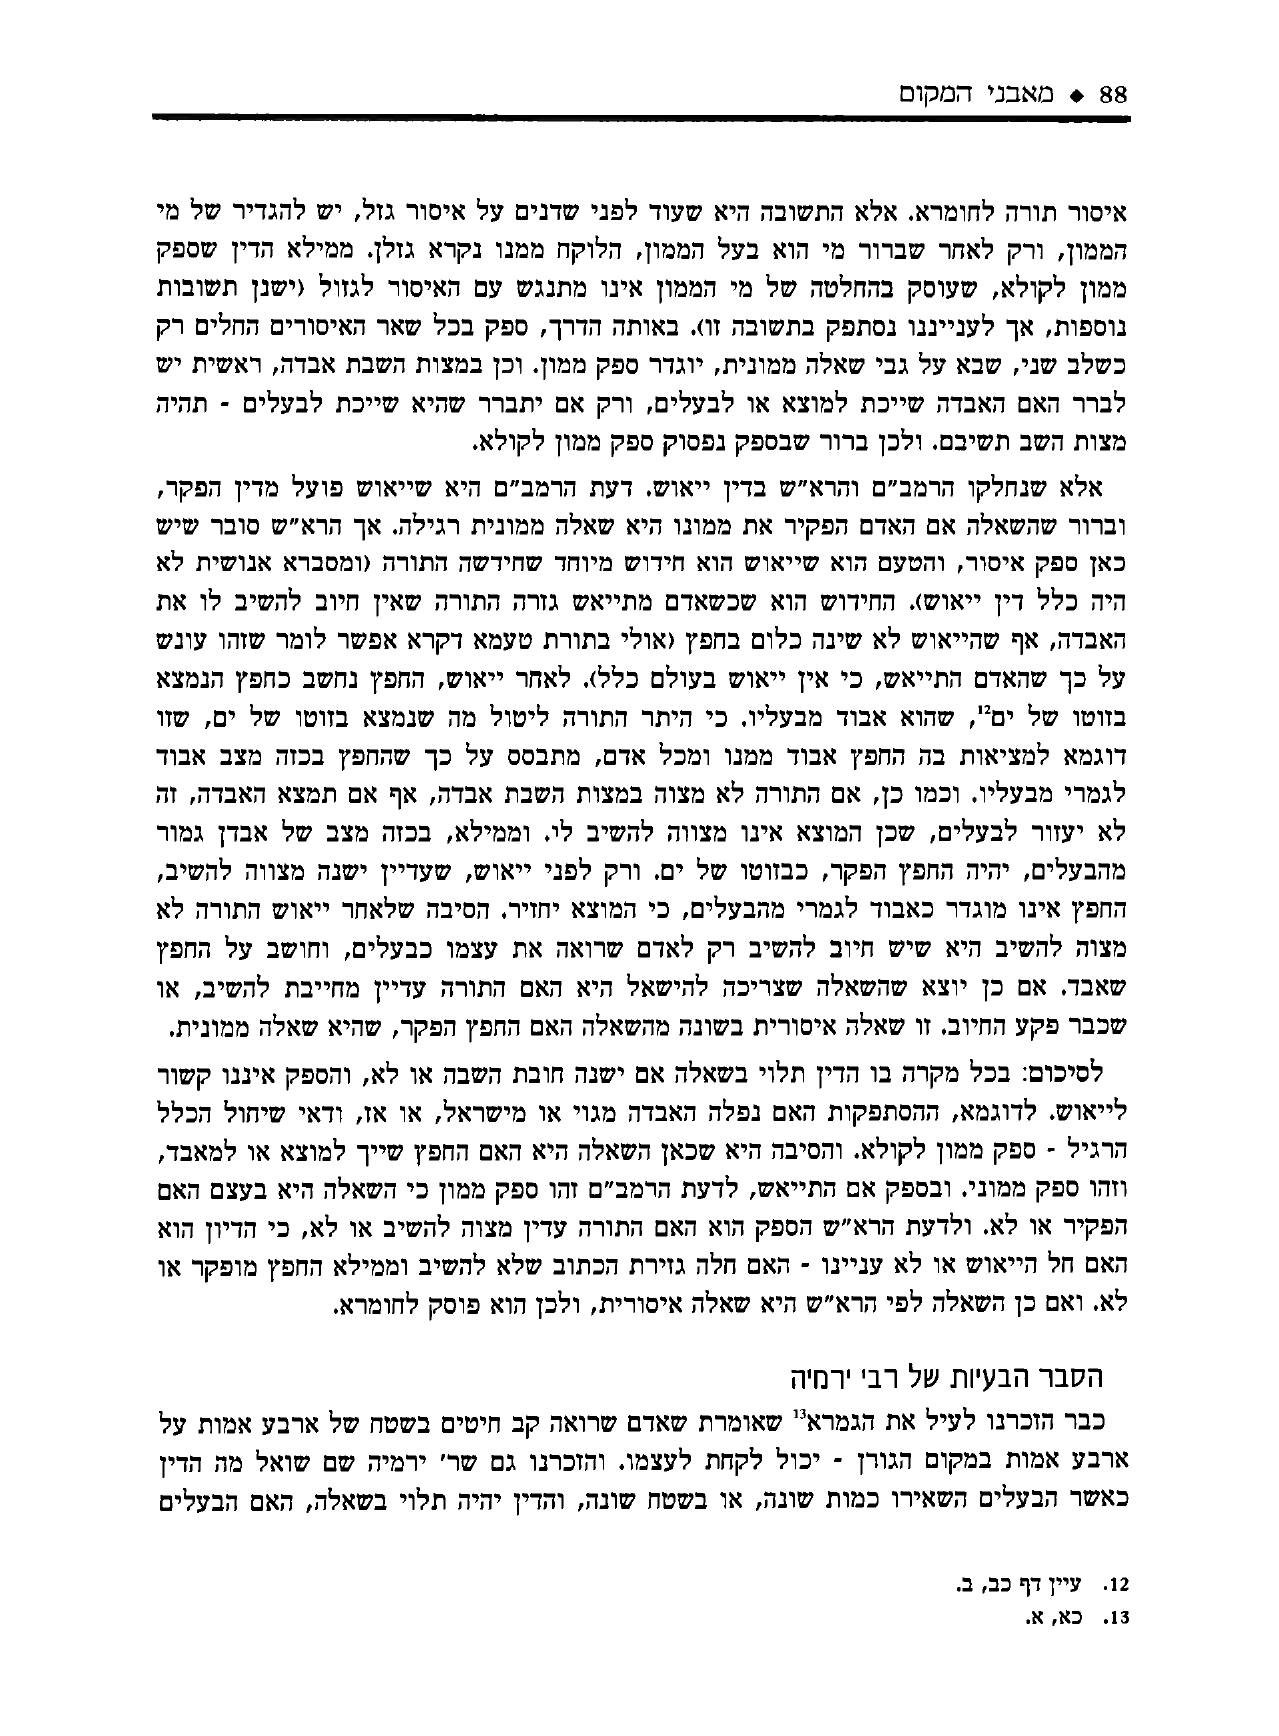 88 ◆ מאבני המקום
איסור תורה לחומרא. אלא התשובה היא שעוד לפני שדנים על איסור גזל, יש להגדיר של מי
הממון, ורק לאחר שברור מי הוא בעל הממון, הלוקח ממנו נקרא גזלן. ממילא הדין שספק
ממון לקולא, שעוסק בהחלטה של מי הממון אינו מתנגש עם האיסור לגזול (ישנן תשובות
נוספות, אך לענייננו נסתפק בתשובה זו). באותה הדרך, ספק בכל שאר האיסורים החלים רק
כשלב שני, שבא על גבי שאלה ממונית, יוגדר ספק ממון. וכן במצות השבת אבדה, ראשית יש
לברר האם האבדה שייכת למוצא או לבעלים, ורק אם יתברר שהיא שייכת לבעלים - תהיה
מצות השב תשיבם. ולכן ברור שבספק נפסוק ספק ממון לקולא.
אלא שנחלקו הרמב"ם והרא"ש בדין ייאוש. דעת הרמב"ם היא שייאוש פועל מדין הפקר,
וברור שהשאלה אם האדם הפקיר את ממונו היא שאלה ממונית רגילה. אך הרא"ש סובר שיש
כאן ספק איסור, והטעם הוא שייאוש הוא חידוש מיוחד שחידשה התורה (ומסברא אנושית לא
היה כלל דין ייאוש). החידוש הוא שכשאדם מתייאש גזרה התורה שאין חיוב להשיב לו את
האבדה, אף שהייאוש לא שינה כלום בחפץ (אולי בתורת טעמא דקרא אפשר לומר שזהו עונש
על כך שהאדם התייאש, כי אין ייאוש בעולם כלל). לאחר ייאוש, החפץ נחשב כחפץ הנמצא
בזוטו של ים12, שהוא אבוד מבעליו. כי היתר התורה ליטול מה שנמצא בזוטו של ים, שזו
דוגמא למציאות בה החפץ אבוד ממנו ומכל אדם, מתבסס על כך שהחפץ בכזה מצב אבוד
לגמרי מבעליו. וכמו כן, אם התורה לא מצוה במצות השבת אבדה, אף אם תמצא האבדה, זה
לא יעזור לבעלים, שכן המוצא אינו מצווה להשיב לי. וממילא, בכזה מצב של אבדן גמור
מהבעלים, יהיה החפץ הפקר, כבזוטו של ים. ורק לפני ייאוש, שעדיין ישנה מצווה להשיב,
החפץ אינו מוגדר כאבוד לגמרי מהבעלים, כי המוצא יחזיר. הסיבה שלאחר ייאוש התורה לא
מצוה להשיב היא שיש חיוב להשיב רק לאדם שרואה את עצמו כבעלים, וחושב על החפץ
שאבד. אם כן יוצא שהשאלה שצריכה להישאל היא האם התורה עדיין מחייבת להשיב, או
שכבר פקע החיוב. זו שאלה איסורית בשונה מהשאלה האם החפץ הפקר, שהיא שאלה ממונית.
לסיכום: בכל מקרה בו הדין תלוי בשאלה אם ישנה חובת השבה או לא, והספק איננו קשור
לייאוש. לדוגמא, ההסתפקות האם נפלה האבדה מגוי או מישראל, או אז, ודאי שיחול הכלל
הרגיל - ספק ממון לקולא. והסיבה היא שכאן השאלה היא האם החפץ שייך למוצא או למאבד,
וזהו ספק ממוני. ובספק אם התייאש, לדעת הרמב"ם זהו ספק ממון כי השאלה היא בעצם האם
הפקיר או לא. ולדעת הרא"ש הספק הוא האם התורה עדין מצוה להשיב או לא, כי הדיון הוא
האם חל הייאוש או לא עניינו - האם חלה גזירת הכתוב שלא להשיב וממילא החפץ מופקר או
לא. ואם כן השאלה לפי הרא"ש היא שאלה איסורית, ולכן הוא פוסק לחומרא.
הסבר הבעיות של רבי ירמיה
כבר הזכרנו לעיל את הגמרא13 שאומרת שאדם שרואה קב חיטים בשטח של ארבע אמות על
ארבע אמות במקום הגורן - יכול לקחת לעצמו. והזכרנו גם שר' ירמיה שם שואל מה הדין
כאשר הבעלים השאירו כמות שונה, או בשטח שונה, והדין יהיה תלוי בשאלה, האם הבעלים
12. עיין דף כב, ב.
13. כא, א.